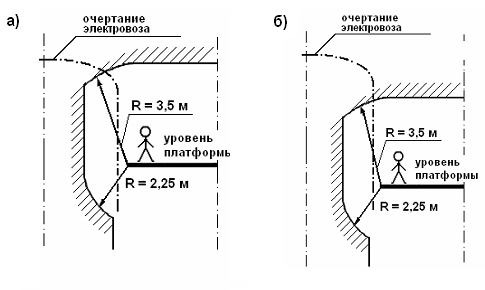 а)
очертание
электровоза
R = 3,5 м
уровень
платформы
R = 2,25 м
б)
очертание
электровоза
R = 3,5 м
уровень
платформы
R = 2,25 м